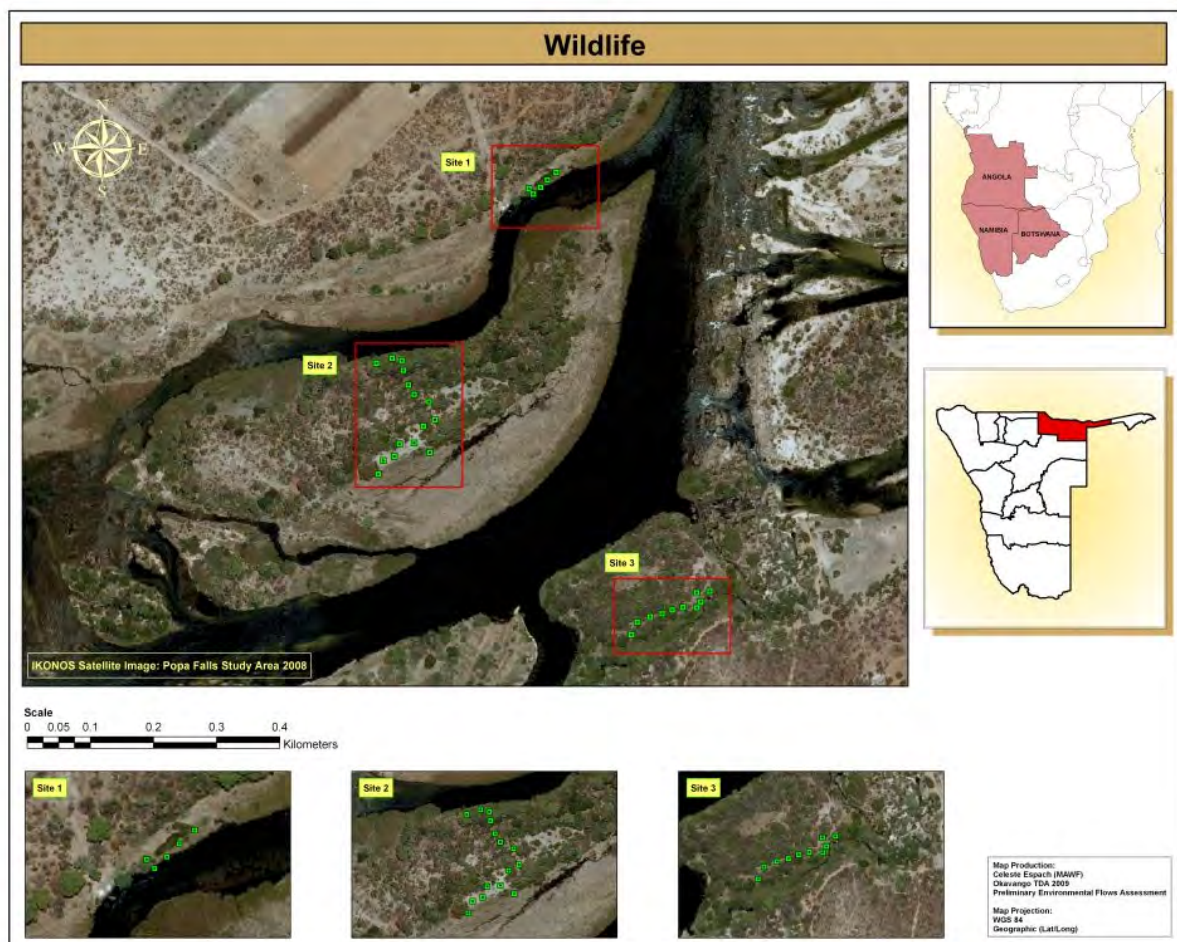 Wildlife
N
W E
S
Site 1
Site 2
Site 3
IKONOS Satellite Image: Popa Falls Study Area 2008
ANGOLA
NAMIBIA
BOTSWANA
Scale
0 0.05 0.1 0.2 0.3 0.4
Kilometers
Site 1
Site 2
Site 3
Map Production:
Celeste Espach (MAWF)
Okavango TDA 2009
Preliminary Environmental Flows Assessment
Map Projection:
WGS 84
Geographic (Lat/Long)